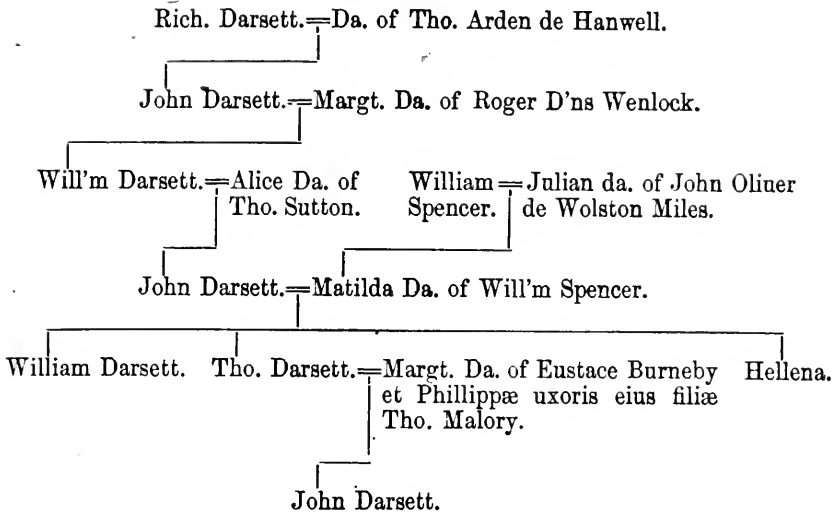 Rich. Darsett.=Da. of Tho. Arden de Hanwell.
John Darsett.=Margt. Da. of Roger D'ns Wenlock.
Will'm Darsett.=Alice Da. of Tho. Sutton.
William Spencer.=Julian da. of John Oliuer de Wolston Miles.
John Darsett.=Matilda Da. of Will'm Spencer.
William Darsett.
Tho. Darsett.=Margt. Da. of Eustace Burneby
et Phillippæ uxoris eius filiæ
Tho. Malory.
Hellena.
John Darsett.